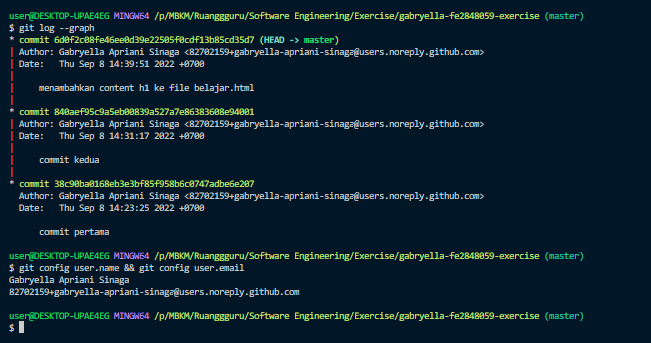 user@DESKTOP-UPAE4EG MINGW64 /p/MBKM/Ruanggguru/Software Engineering/Exercise/gabryella-fe2848059-exercise (master)
$ git log --graph
* commit 6d0f2c08fe46ee0d39e22505f0cdf13b85cd35d7 (HEAD -> master)
| Author: Gabryella Apriani Sinaga <82702159+gabryella-apriani-sinaga@users.noreply.github.com>
| Date:   Thu Sep 8 14:39:51 2022 +0700
|
|     menambahkan content h1 ke file belajar.html
|
* commit 840aef95c9a5eb00839a527a7e86383608e94001
| Author: Gabryella Apriani Sinaga <82702159+gabryella-apriani-sinaga@users.noreply.github.com>
| Date:   Thu Sep 8 14:31:17 2022 +0700
|
|     commit kedua
|
* commit 38c90ba0168eb3e3bf85f958b6c0747adbe6e207
  Author: Gabryella Apriani Sinaga <82702159+gabryella-apriani-sinaga@users.noreply.github.com>
  Date:   Thu Sep 8 14:23:25 2022 +0700
      commit pertama
user@DESKTOP-UPAE4EG MINGW64 /p/MBKM/Ruanggguru/Software Engineering/Exercise/gabryella-fe2848059-exercise (master)
$ git config user.name && git config user.email
Gabryella Apriani Sinaga
82702159+gabryella-apriani-sinaga@users.noreply.github.com
user@DESKTOP-UPAE4EG MINGW64 /p/MBKM/Ruanggguru/Software Engineering/Exercise/gabryella-fe2848059-exercise (master)
$